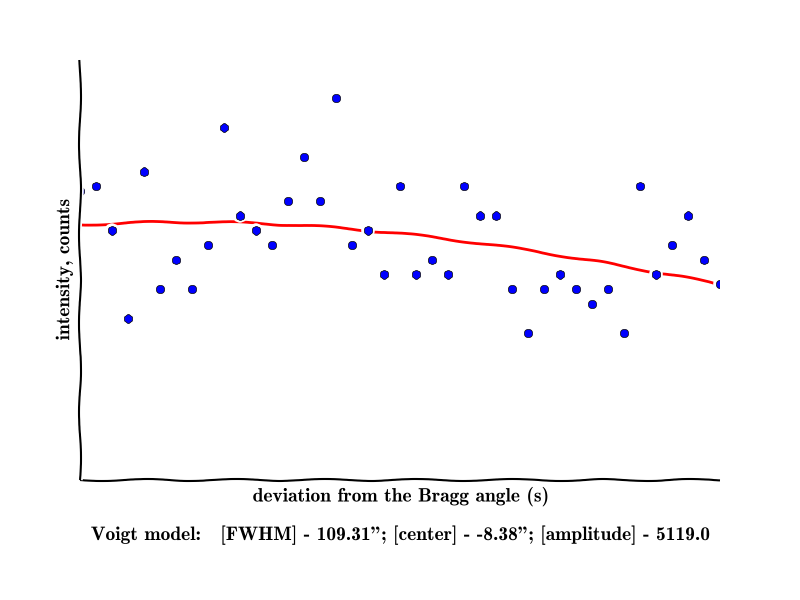 intensity, counts
deviation from the Bragg angle (s)
Voigt model: [FWHM] - 109.31”; [center] - -8.38”; [amplitude] - 5119.0